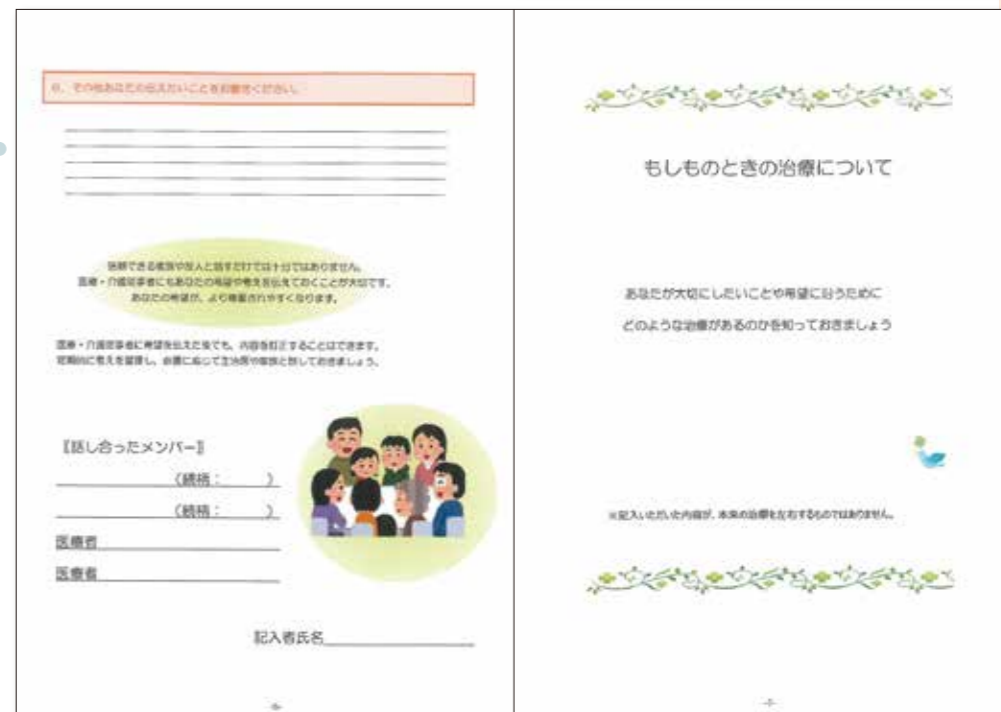 その他あなたの伝えたいことをお書きください。
信頼できる家族や友人と話すだけでは十分ではありません。
医療・介護従事者にもあなたの希望や考えを伝えておくことが大切です。
あなたの希望が、より尊重されやすくなります。
医療・介護従事者に希望を伝えた後でも、内容を訂正することはできます。
定期的に考えを整理し、必要に応じて主治医や家族と話しておきましょう。
〖話し合ったメンバー〗
（続柄：　　）
（続柄：　　）
医療者
医療者
記入者氏名
もしものときの治療について
あなたが大切にしたいことや希望に沿うために
どのような治療があるのかを知っておきましょう
※記入いただいた内容が、本来の治療を左右するものではありません。